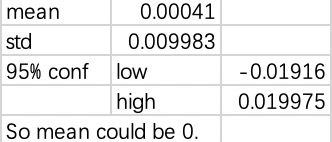 mean 0.00041
std 0.009983
95% conf low -0.01916
high 0.019975
So mean could be 0.